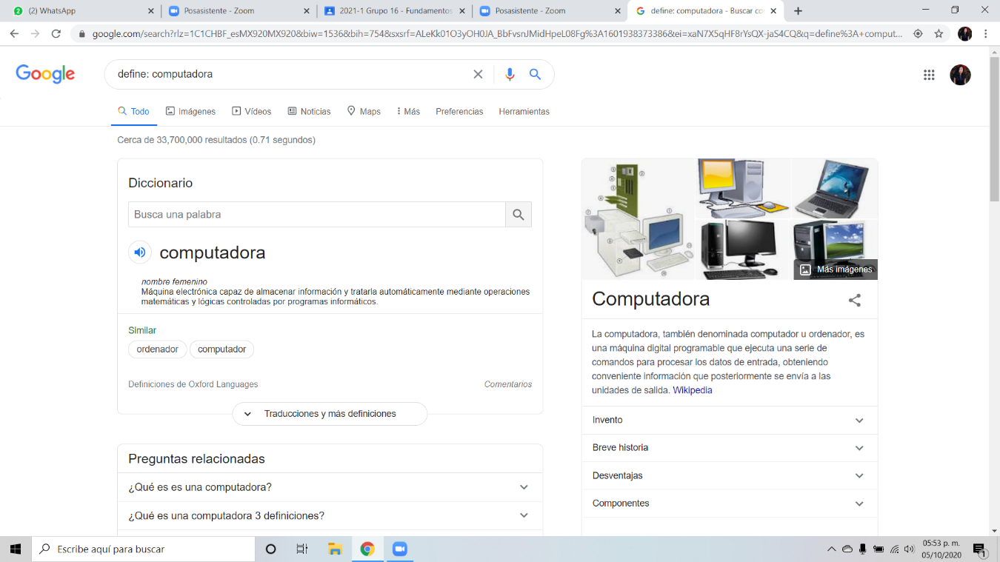 (2) WhatsApp
Posasistente - Zoom
2021-1 Grupo 16 - Fundamentos
Posasistente - Zoom
define: computadora - Buscar co
google.com/search?rlz=1C1CHBF_esMX920MX920&biw=1536&bih=754&sxsrf=ALeKk01O3yOH0JA_BbFvsnJMidHpeL08Fg%3A1601938373386&ei=xaN7X5qHF8rYsQX-jaS4CQ&q=define%3A+comput...
Google
define: computadora
Todo
Imágenes
Vídeos
Noticias
Maps
Más
Preferencias
Herramientas
Cerca de 33,700,000 resultados (0.71 segundos)
Diccionario
Busca una palabra
computadora
nombre femenino
Máquina electrónica capaz de almacenar información y tratarla automáticamente mediante operaciones
matemáticas y lógicas controladas por programas informáticos.
Similar
ordenador
computador
Definiciones de Oxford Languages
Comentarios
Traducciones y más definiciones
Preguntas relacionadas
¿Qué es es una computadora?
¿Qué es una computadora 3 definiciones?
Más imágenes
Computadora
La computadora, también denominada computador u ordenador, es
una máquina digital programable que ejecuta una serie de
comandos para procesar los datos de entrada, obteniendo
conveniente información que posteriormente se envía a las
unidades de salida. Wikipedia
Invento
Breve historia
Desventajas
Componentes
Escribe aquí para buscar
05:53 p. m.
05/10/2020
1